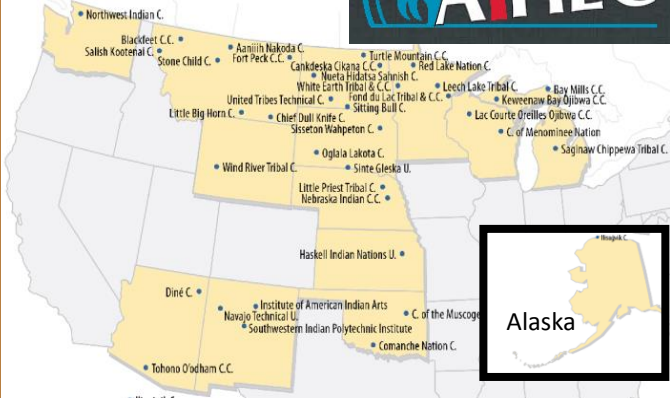 AIHEC
Northwest Indian C.
Blackfeet C.C.
Salish Kootenai C.
Stone Child C.
Aaniiih Nakoda C.
Fort Peck C.C.
Turtle Mountain C.C.
Cankdeska Cikana C.C.
Red Lake Nation C.
Nueta Hidatsa Sahnish C.
White Earth Tribal & C.C.
Leech Lake Tribal C.
Bay Mills C.C.
United Tribes Technical C.
Fond du Lac Tribal & C.C.
Keweenaw Bay Ojibwa C.C.
Sitting Bull C.
Little Big Horn C.
Chief Dull Knife C.
Lac Courte Oreilles Ojibwa C.C.
Sisseton Wahpeton C.
C. of Menominee Nation
Oglala Lakota C.
Saginaw Chippewa Tribal C.
Wind River Tribal C.
Sinte Gleska U.
Little Priest Tribal C.
Nebraska Indian C.C.
Haskell Indian Nations U.
Diné C.
Institute of American Indian Arts
Navajo Technical U.
C. of the Muscoge
Southwestern Indian Polytechnic Institute
Alaska
Comanche Nation C.
Tohono O'odham C.C.